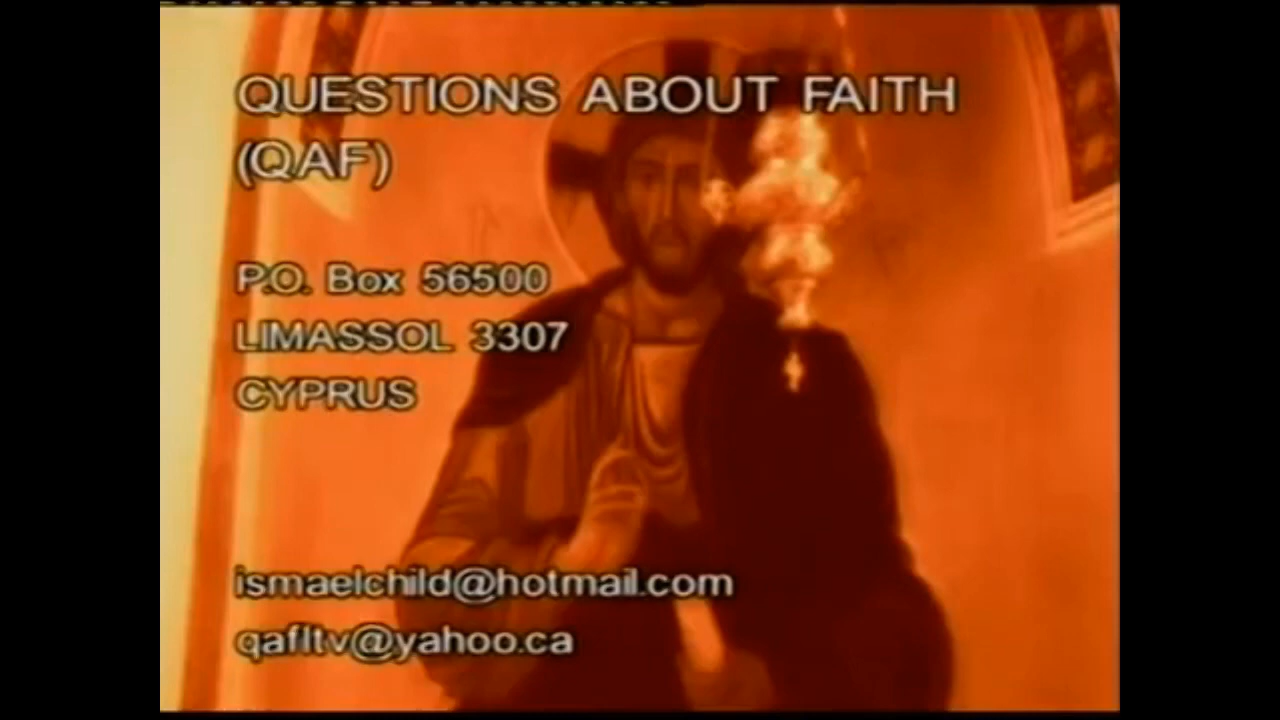 QUESTIONS ABOUT FAITH
(QAF)
P.O. Box 56500
LIMASSOL 3307
CYPRUS
ismaelchild@hotmail.com
qafltv@yahoo.ca